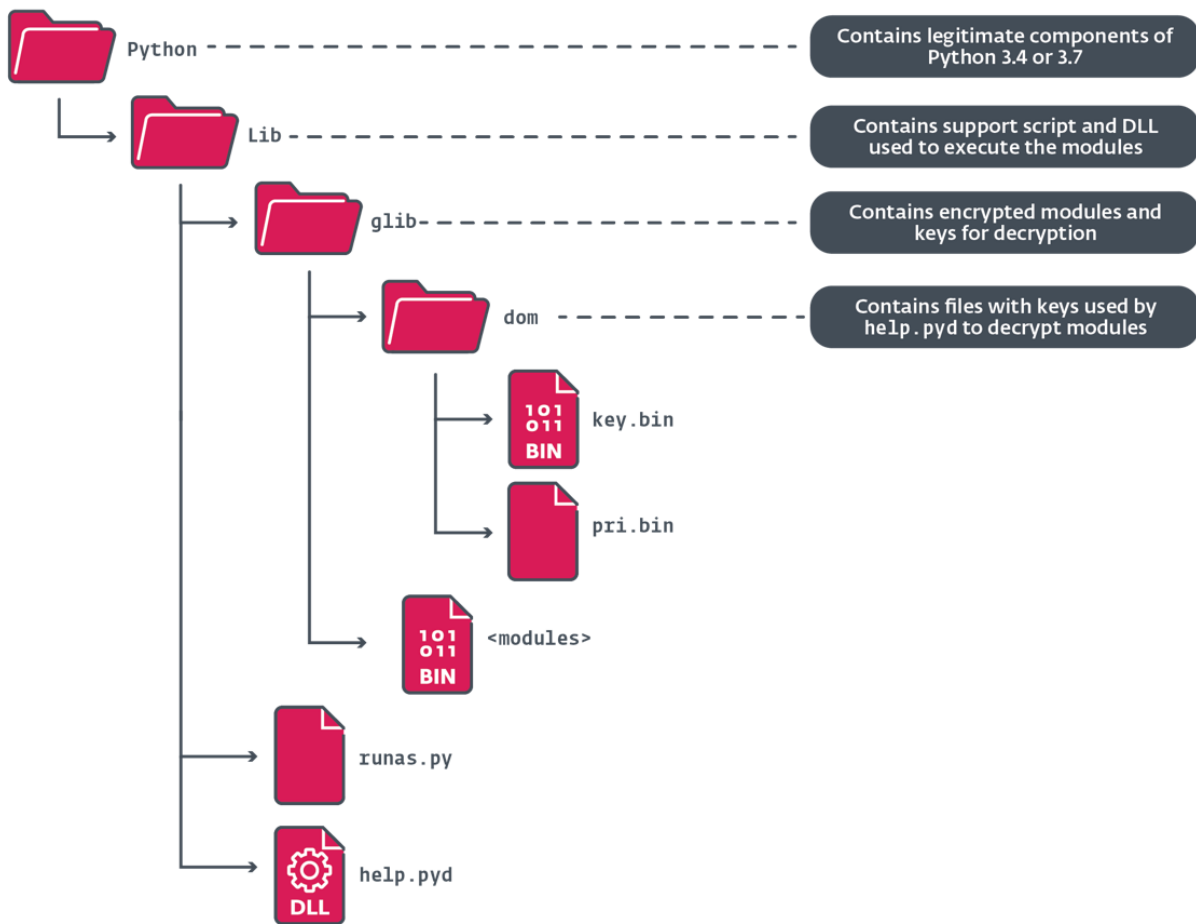 Python
Contains legitimate components of
Python 3.4 or 3.7
Lib
Contains support script and DLL
used to execute the modules
glib
Contains encrypted modules and
keys for decryption
dom
Contains files with keys used by
help.pyd to decrypt modules
101
011
BIN
key.bin
pri.bin
101
011
BIN
<modules>
runas.py
help.pyd
DLL